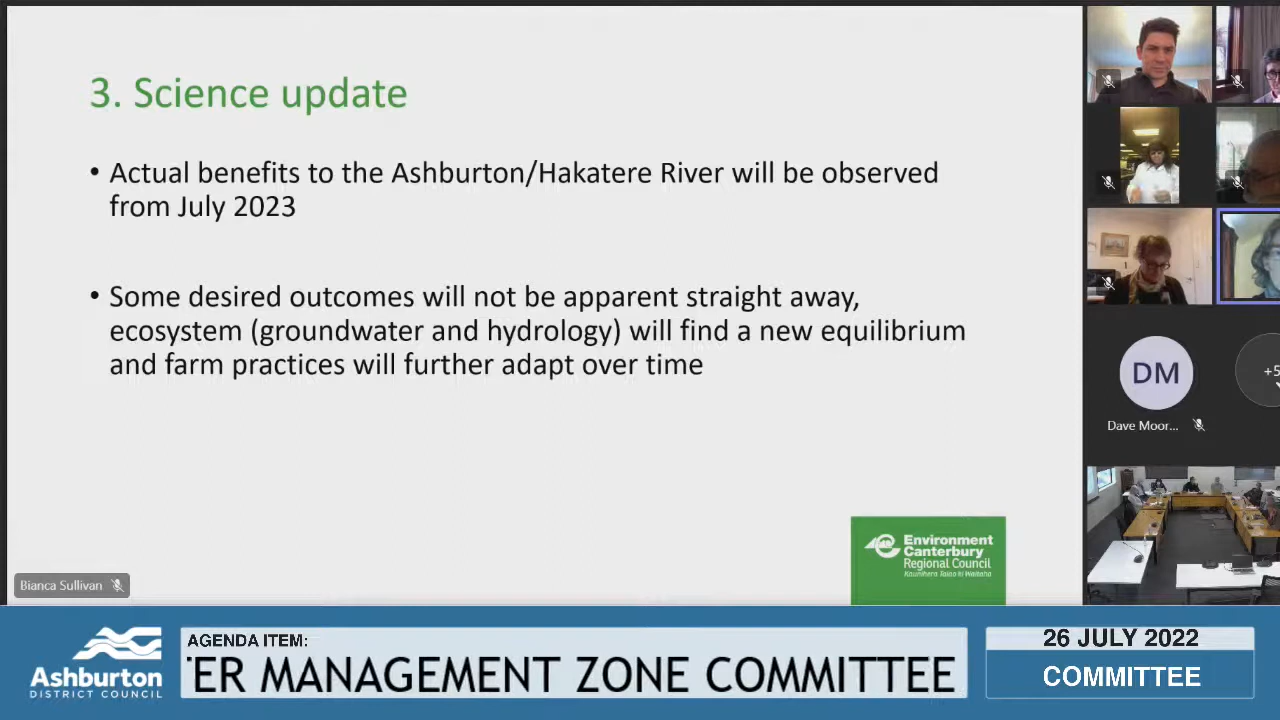 3. Science update
• Actual benefits to the Ashburton/Hakatere River will be observed
from July 2023
• Some desired outcomes will not be apparent straight away,
ecosystem (groundwater and hydrology) will find a new equilibrium
and farm practices will further adapt over time
Environment
Canterbury
Regional Council
Kaunihera Taiao ki Waitaha
Bianca Sullivan
DM
Dave Moor...
+5
Ashburton
DISTRICT COUNCIL
AGENDA ITEM:
ER MANAGEMENT ZONE COMMITTEE
26 JULY 2022
COMMITTEE